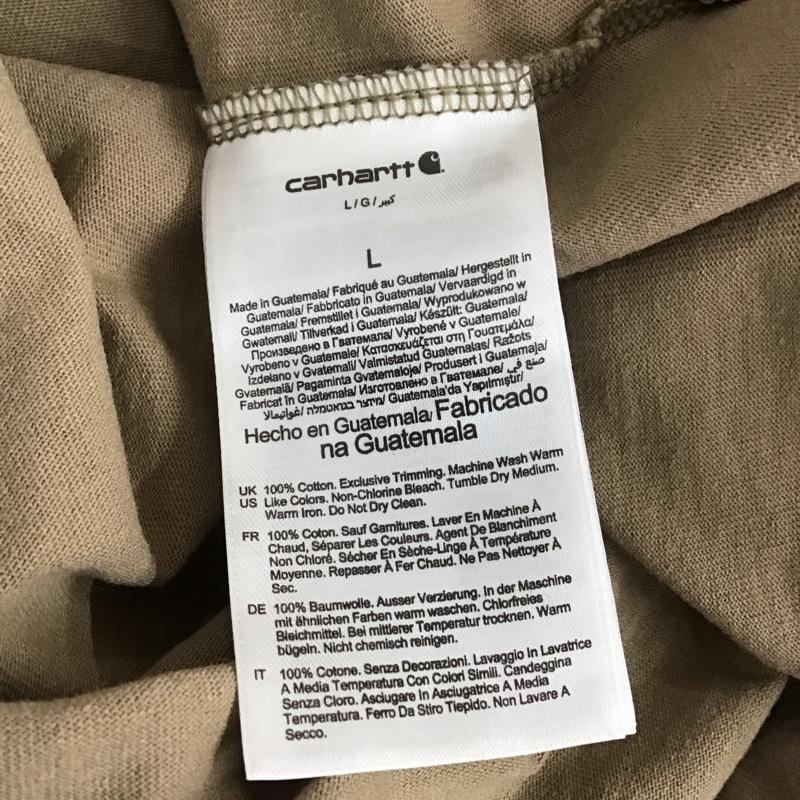 carhartt
L/G/كبير
L
Made in Guatemala/ Fabriqué au Guatemala/ Hergestellt in
Guatemala/ Fabbricato in Guatemala/ Vervaardigd in
Guatemala/ Fremstillet i Guatemala/ Wyprodukowano w
Gwatemali/ Tillverkad i Guatemala/ Készült: Guatemala/
Произведено в Гватемала/ Vyrobené v Guatemale/
Vyrobeno v Guatemale/ Κατασκευάζεται στη Γουατεμάλα/
Izdelano v Gvatemali/ Valmistatud Guatemalas/ Ražots
Gvatemalā/ Pagaminta Gvatemaloje/ Produsert i Guatemala/
Fabricat în Guatemala/ Изготовлено в Гватемале/ صنع في
غواتيمالا/ מיוצר בגואטמלה/ Guatemala'da Yapılmıştır/
Hecho en Guatemala/ Fabricado
na Guatemala
UK 100% Cotton. Exclusive Trimming. Machine Wash Warm
US Like Colors. Non-Chlorine Bleach. Tumble Dry Medium.
Warm Iron. Do Not Dry Clean.
FR 100% Coton. Sauf Garnitures. Laver En Machine À
Chaud, Séparer Les Couleurs. Agent De Blanchiment
Non Chloré. Sécher En Sèche-Linge À Température
Moyenne. Repasser À Fer Chaud. Ne Pas Nettoyer À
Sec.
DE 100% Baumwolle. Ausser Verzierung. In der Maschine
mit ähnlichen Farben warm waschen. Chlorfreies
Bleichmittel. Bei mittlerer Temperatur trocknen. Warm
bügeln. Nicht chemisch reinigen.
IT 100% Cotone. Senza Decorazioni. Lavaggio In Lavatrice
A Media Temperatura Con Colori Simili. Candeggina
Senza Cloro. Asciugare In Asciugatrice A Media
Temperatura. Ferro Da Stiro Tiepido. Non Lavare A
Secco.